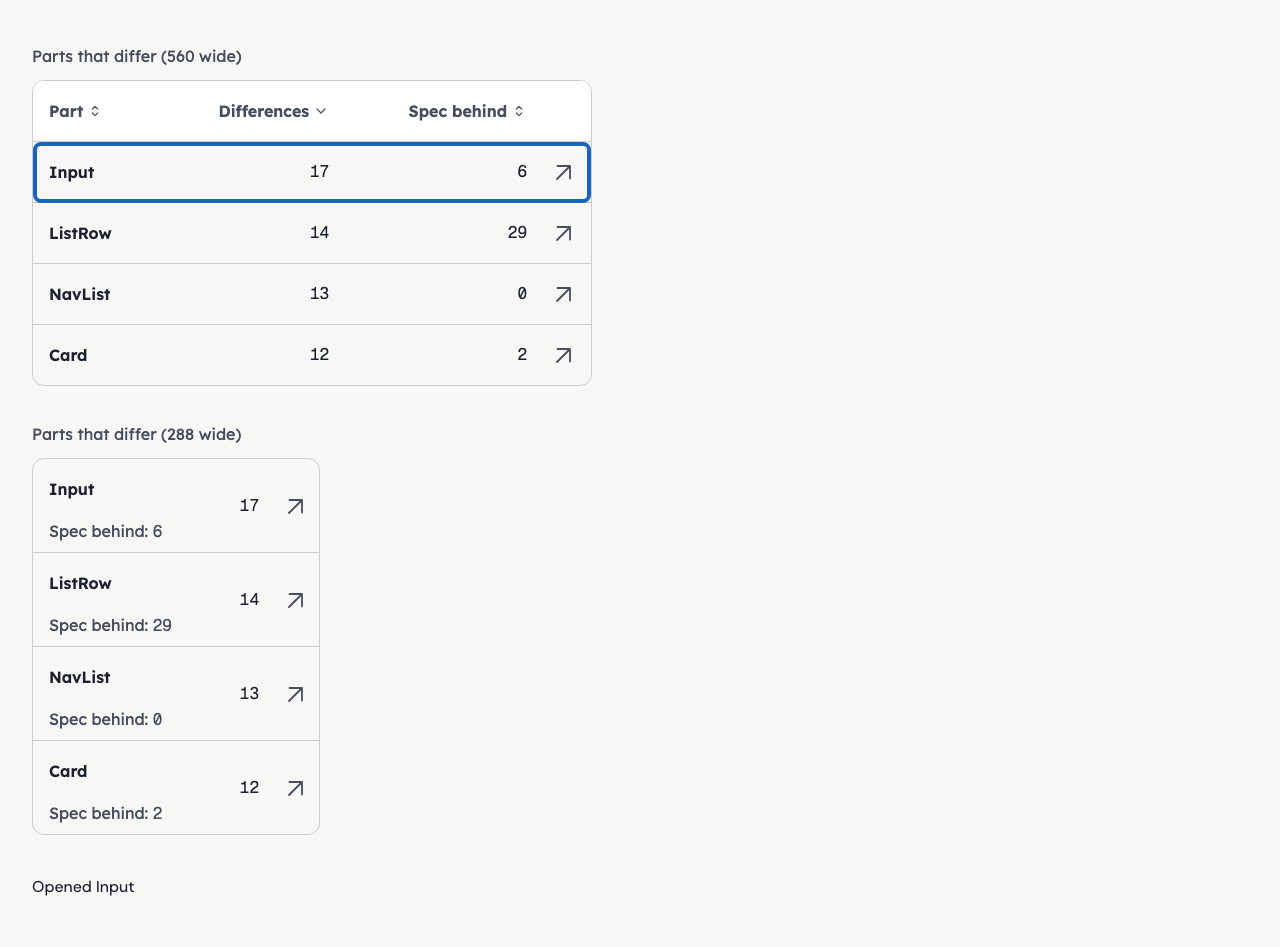 Parts that differ (560 wide)
Part Differences Spec behind
Input 17 6
ListRow 14 29
NavList 13 0
Card 12 2
Parts that differ (288 wide)
Input
17
Spec behind: 6
ListRow
14
Spec behind: 29
NavList
13
Spec behind: 0
Card
12
Spec behind: 2
Opened Input